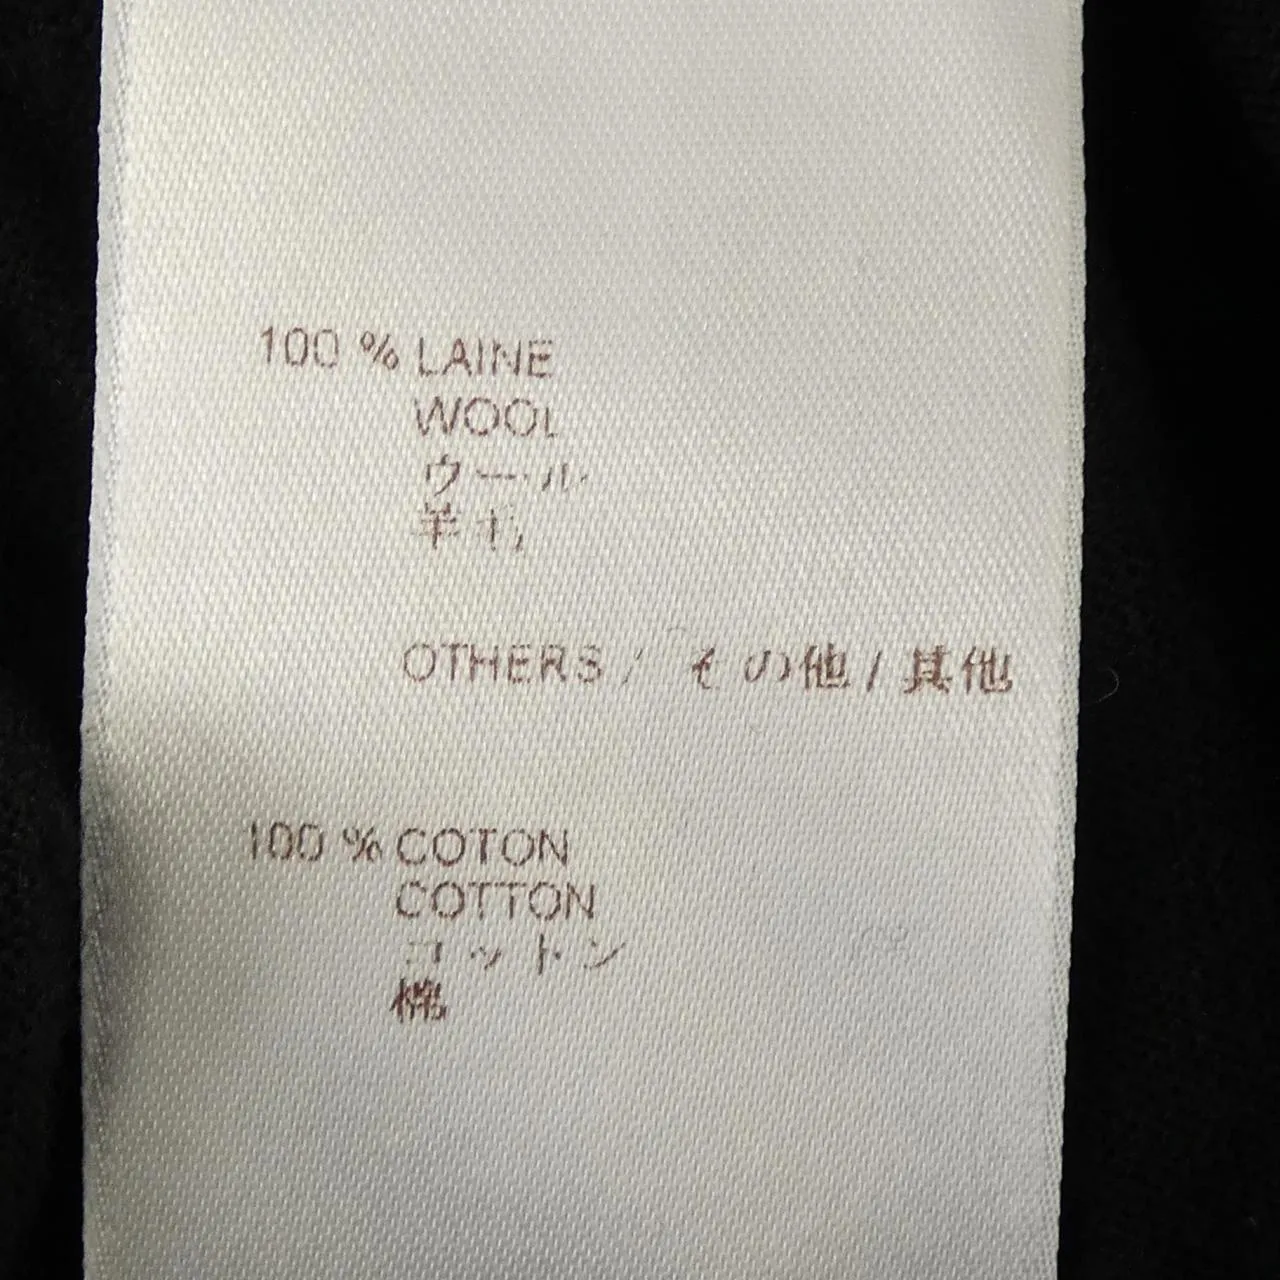 100 % LAINE
WOOL
ウール
羊毛
OTHERS / その他 / 其他
100 % COTON
COTTON
コットン
棉